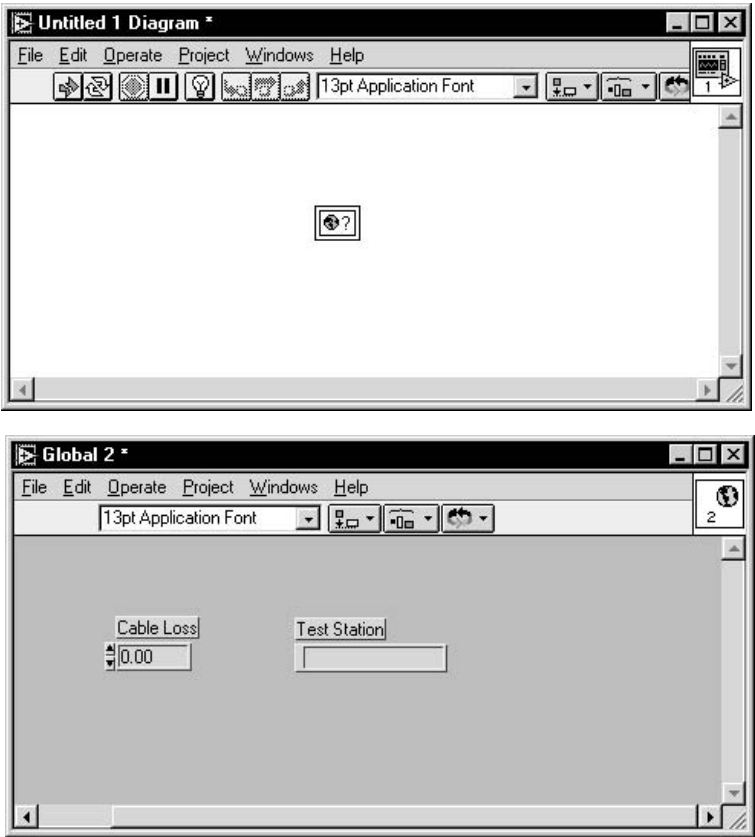 Untitled 1 Diagram *
File Edit Operate Project Windows Help
13pt Application Font
1
?
Global 2 *
File Edit Operate Project Windows Help
13pt Application Font
2
Cable Loss
Test Station
0.00